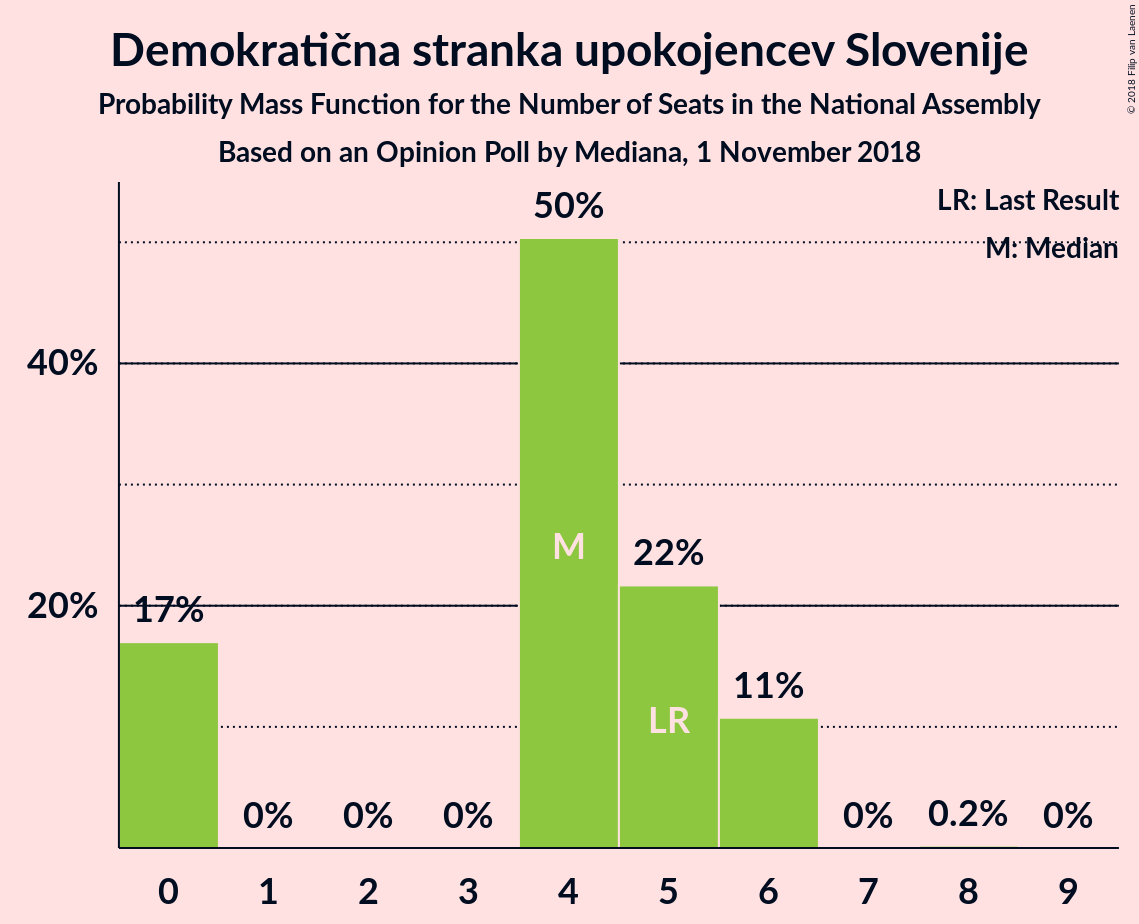 Demokratična stranka upokojencev Slovenije
Probability Mass Function for the Number of Seats in the National Assembly
Based on an Opinion Poll by Mediana, 1 November 2018
© 2018 Filip van Laenen
LR: Last Result
M: Median
50%
40%
M
22%
20%
17%
LR
11%
0%
0%
0%
0%
0.2%
0%
0 1 2 3 4 5 6 7 8 9